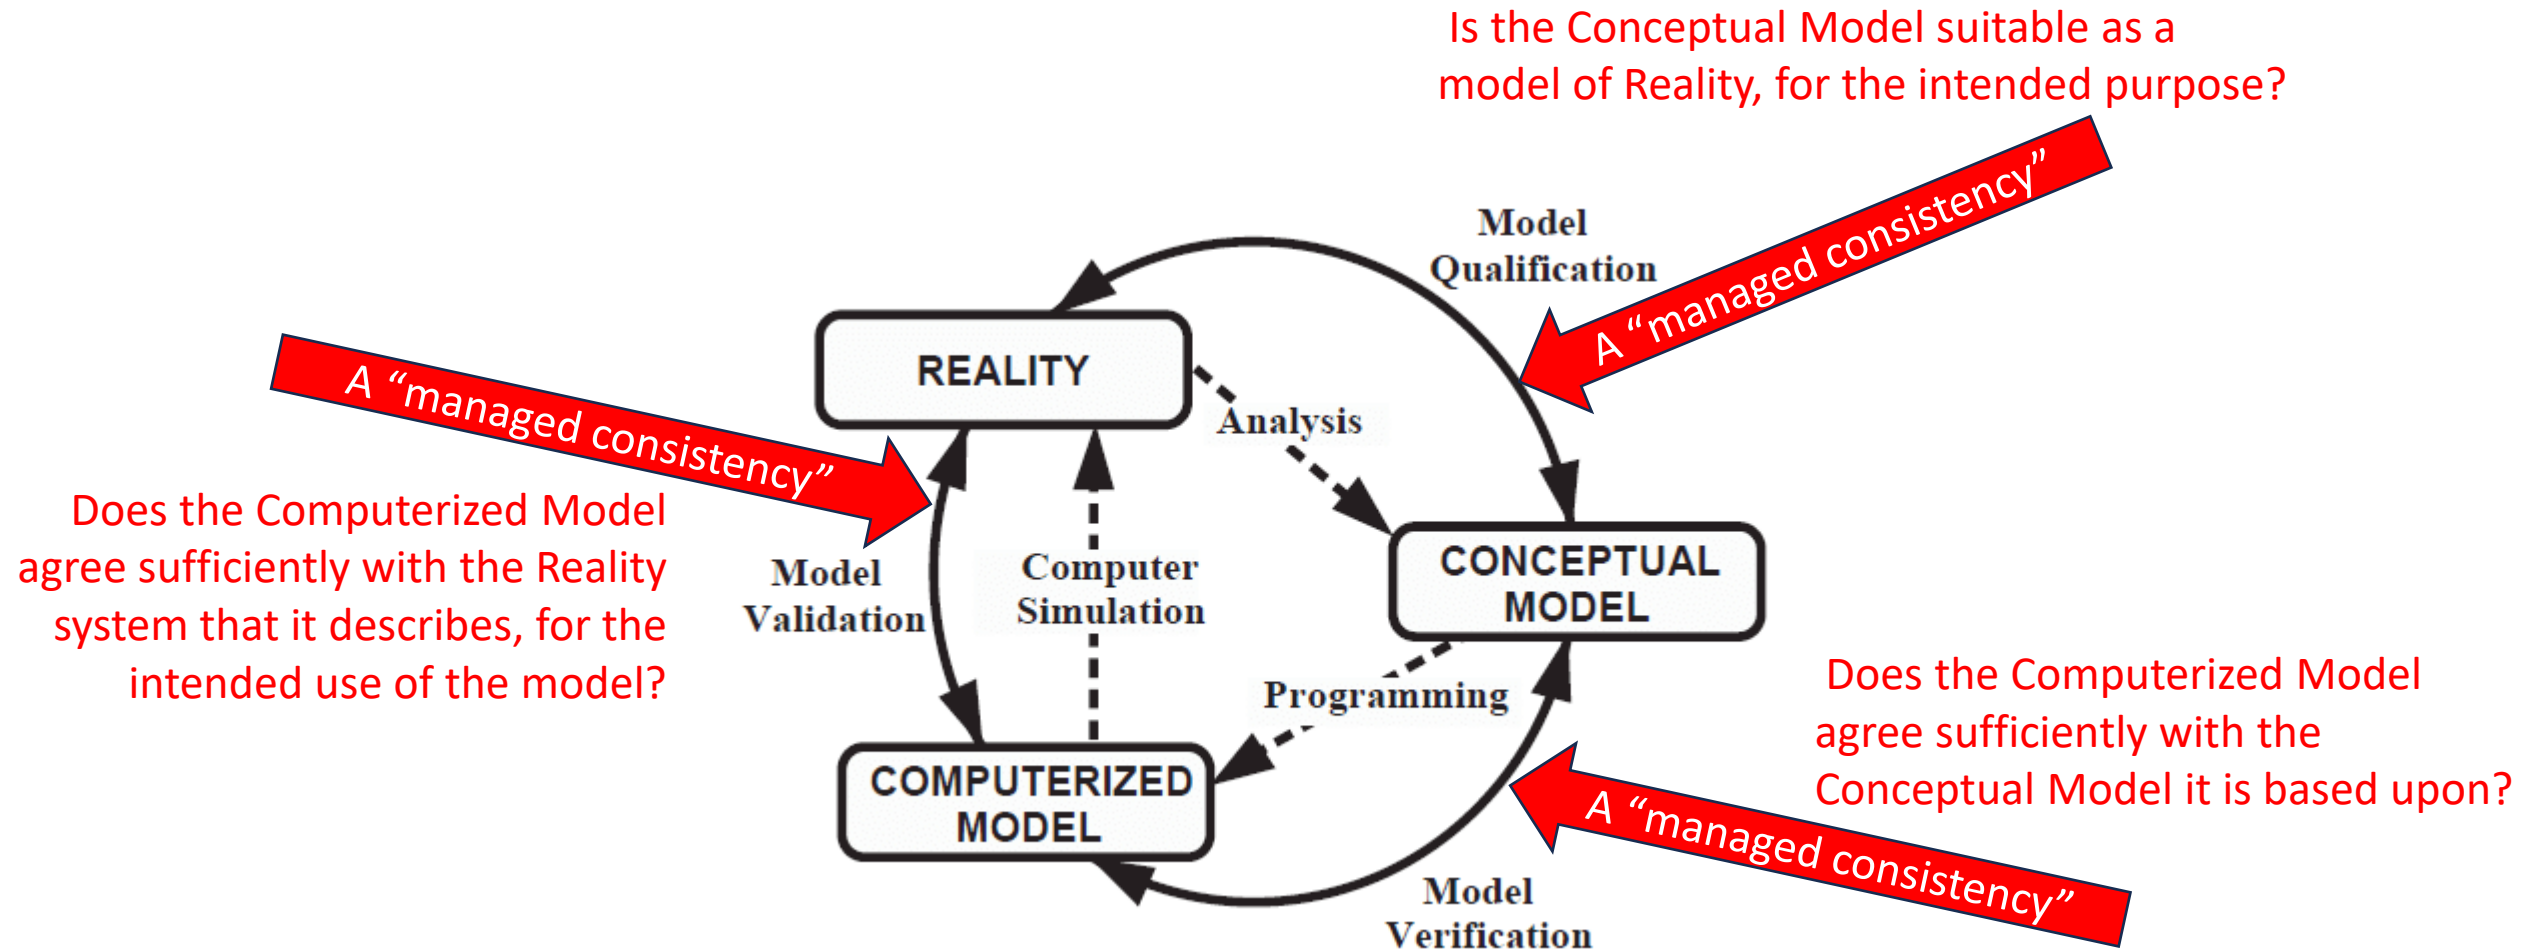 Is the Conceptual Model suitable as a
model of Reality, for the intended purpose?
A “managed consistency”
Model
Qualification
REALITY
Analysis
A “managed consistency”
Does the Computerized Model
agree sufficiently with the Reality
system that it describes, for the
intended use of the model?
Model
Validation
Computer
Simulation
CONCEPTUAL
MODEL
Programming
COMPUTERIZED
MODEL
Does the Computerized Model
agree sufficiently with the
Conceptual Model it is based upon?
A “managed consistency”
Model
Verification